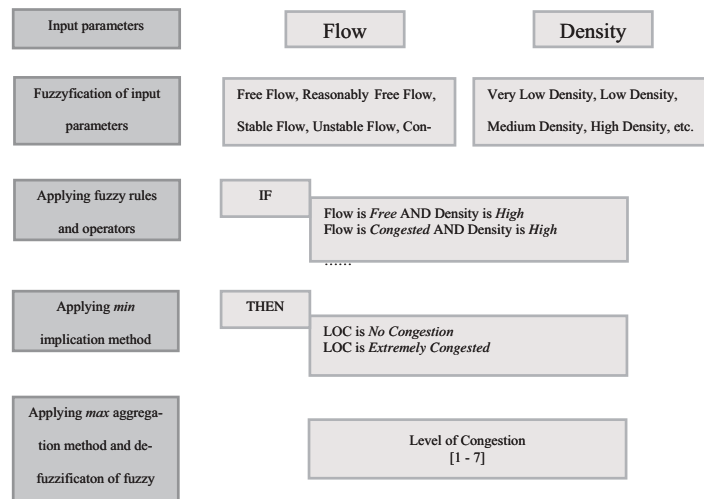 Input parameters
Flow
Density
Fuzzyfication of input
parameters
Free Flow, Reasonably Free Flow,
Stable Flow, Unstable Flow, Con-
Very Low Density, Low Density,
Medium Density, High Density, etc.
Applying fuzzy rules
and operators
IF
Flow is Free AND Density is High
Flow is Congested AND Density is High
......
Applying min
implication method
THEN
LOC is No Congestion
LOC is Extremely Congested
Applying max aggrega-
tion method and de-
fuzzificaton of fuzzy
Level of Congestion
[1 - 7]